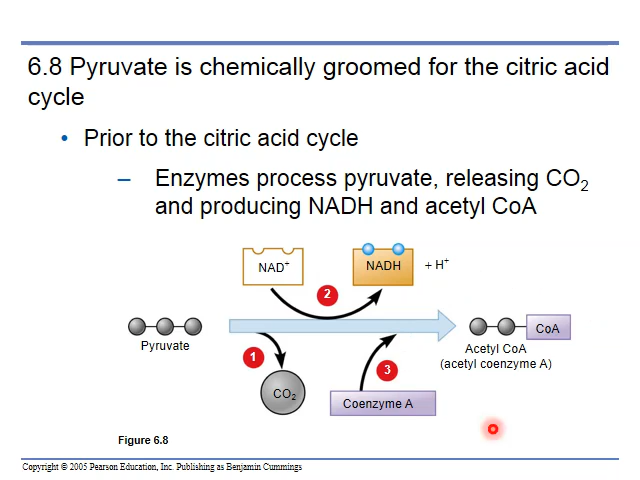 6.8 Pyruvate is chemically groomed for the citric acid
cycle
• Prior to the citric acid cycle
– Enzymes process pyruvate, releasing CO₂
and producing NADH and acetyl CoA
NAD⁺
NADH
+ H⁺
2
Pyruvate
CoA
Acetyl CoA
(acetyl coenzyme A)
1
3
CO₂
Coenzyme A
Figure 6.8
Copyright © 2005 Pearson Education, Inc. Publishing as Benjamin Cummings